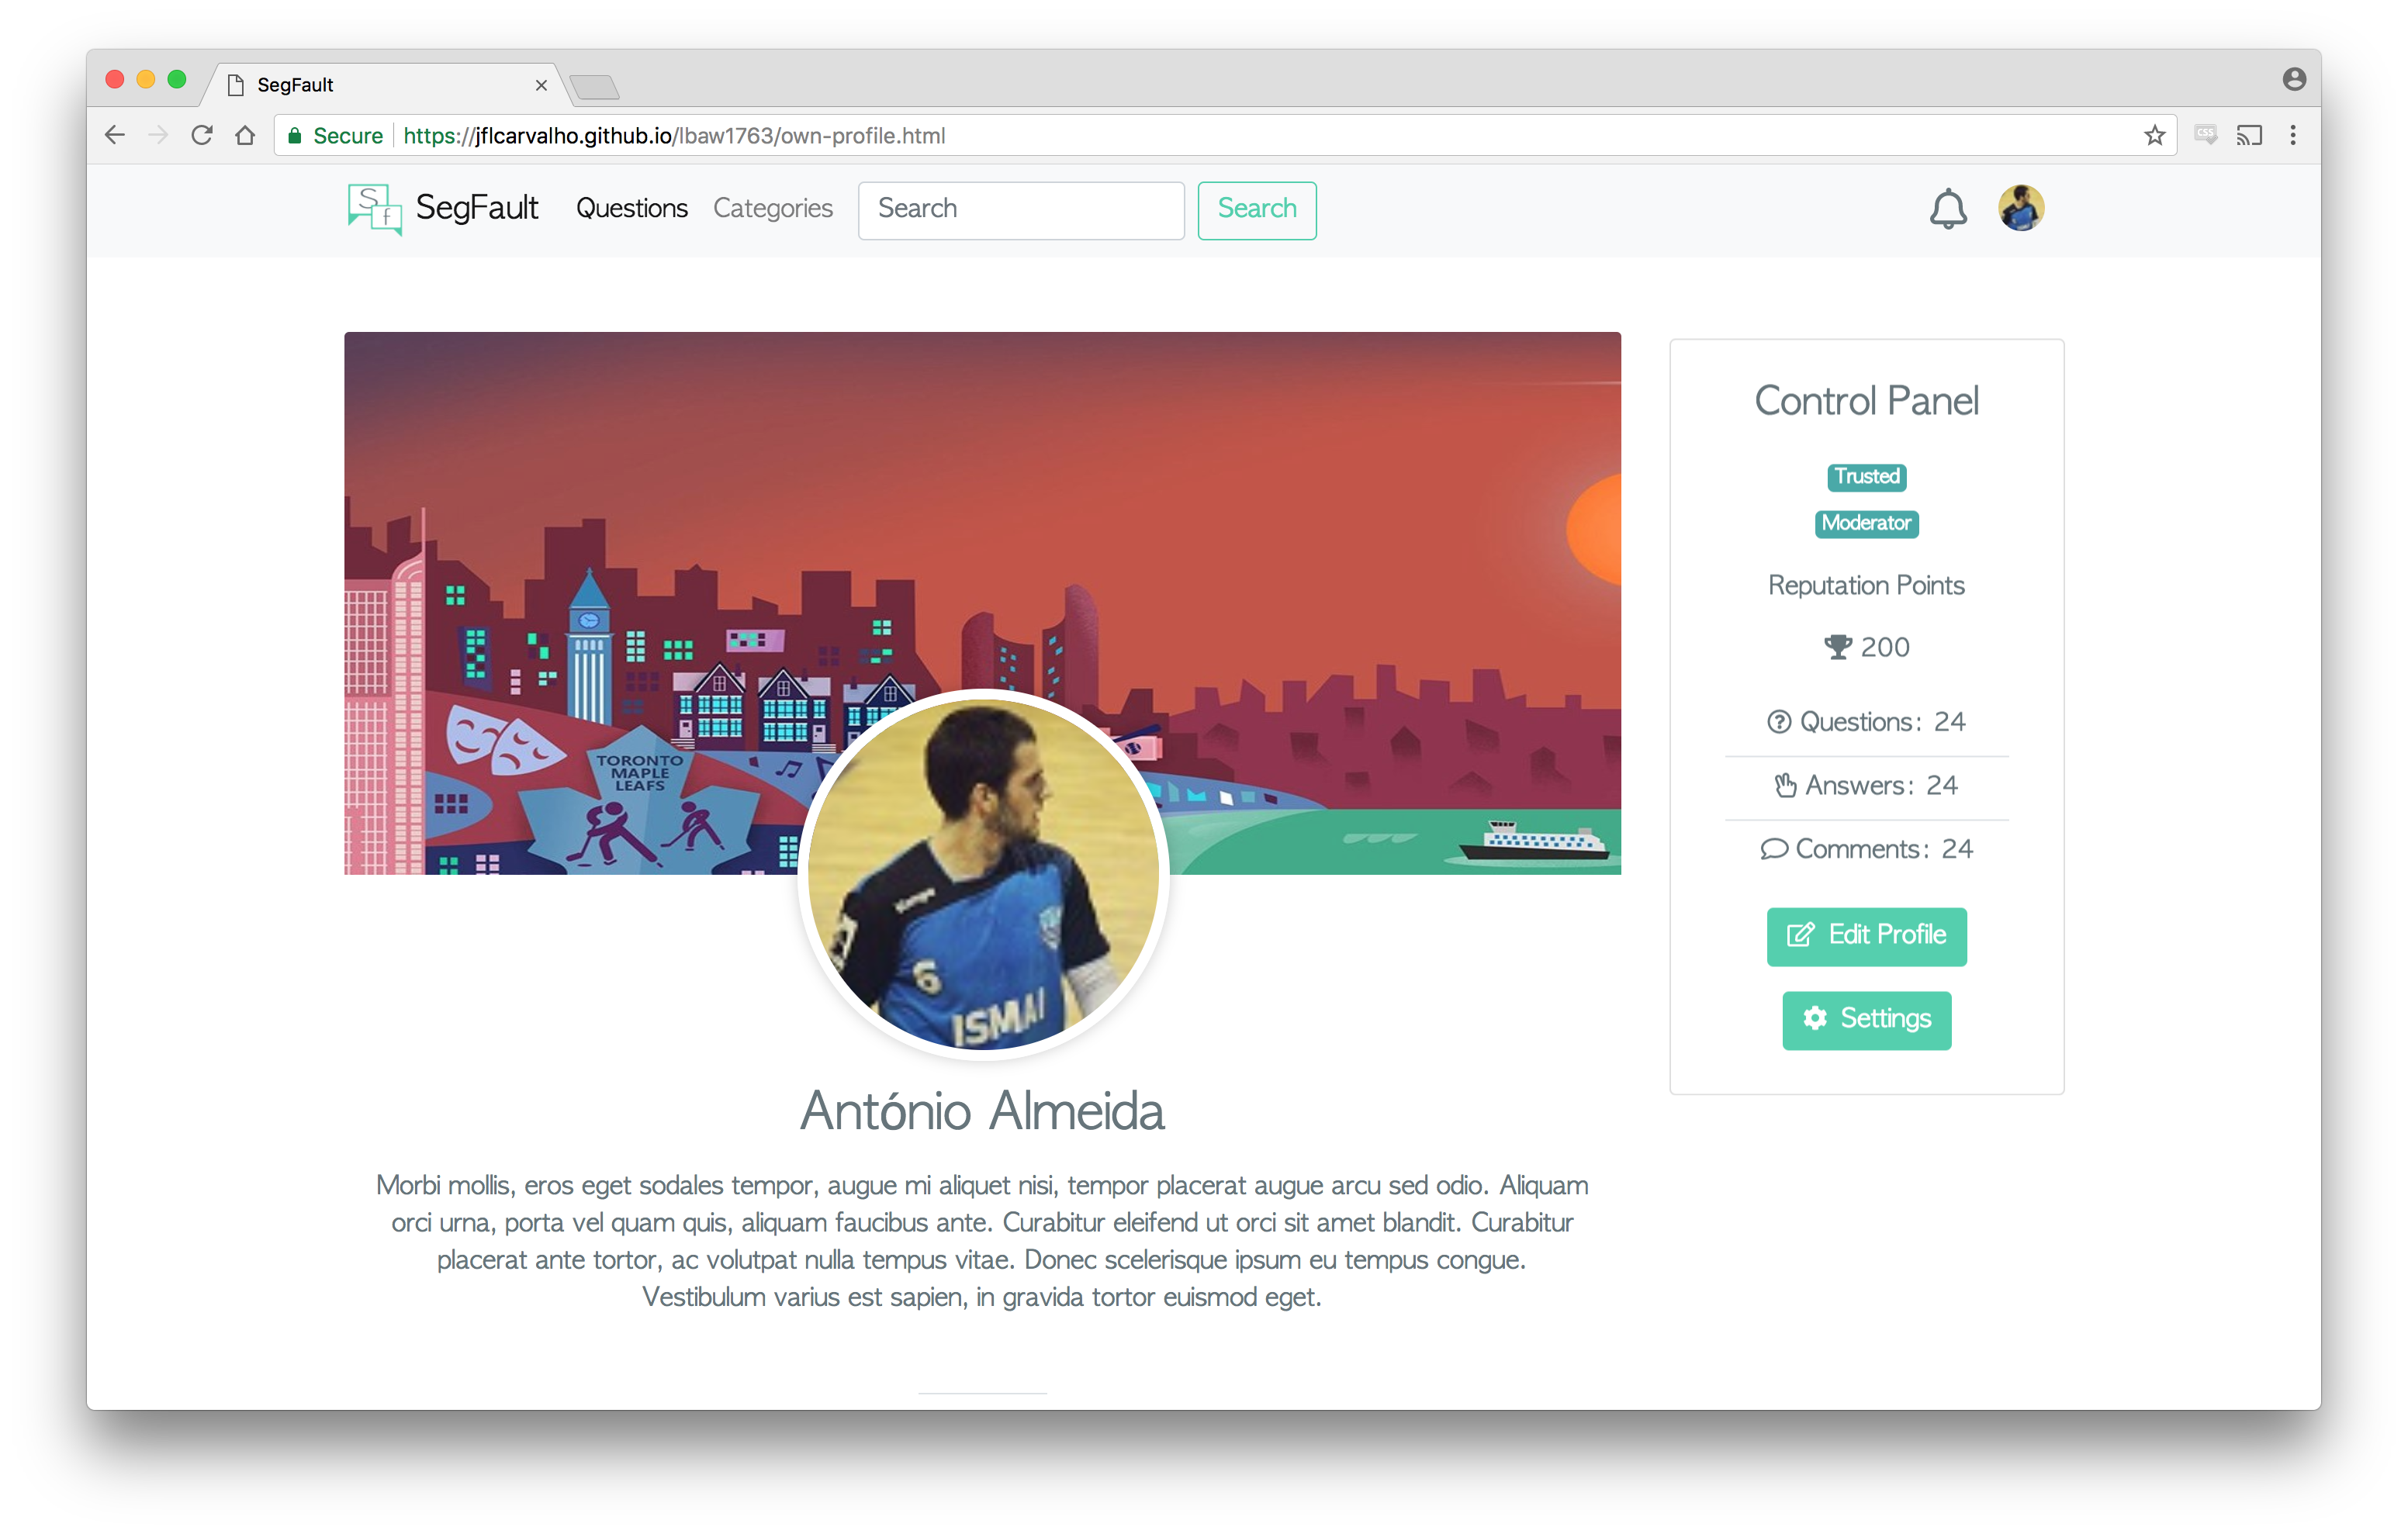 SegFault
Secure https://jflcarvalho.github.io/lbaw1763/own-profile.html
CSS
S f SegFault Questions Categories Search Search
TORONTO
MAPLE
LEAFS
6
ISMAI
António Almeida
Morbi mollis, eros eget sodales tempor, augue mi aliquet nisi, tempor placerat augue arcu sed odio. Aliquam
orci urna, porta vel quam quis, aliquam faucibus ante. Curabitur eleifend ut orci sit amet blandit. Curabitur
placerat ante tortor, ac volutpat nulla tempus vitae. Donec scelerisque ipsum eu tempus congue.
Vestibulum varius est sapien, in gravida tortor euismod eget.
Control Panel
Trusted
Moderator
Reputation Points
200
Questions: 24
Answers: 24
Comments: 24
Edit Profile
Settings